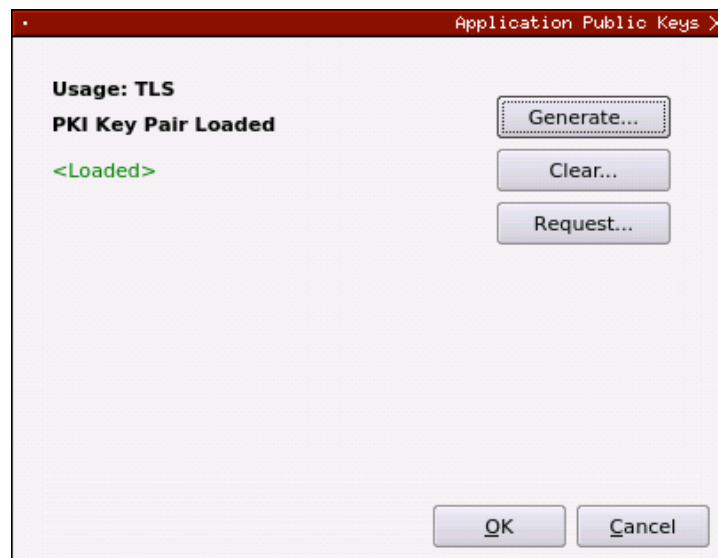 Application Public Keys
Usage: TLS
PKI Key Pair Loaded
<Loaded>
Generate...
Clear...
Request...
OK
Cancel